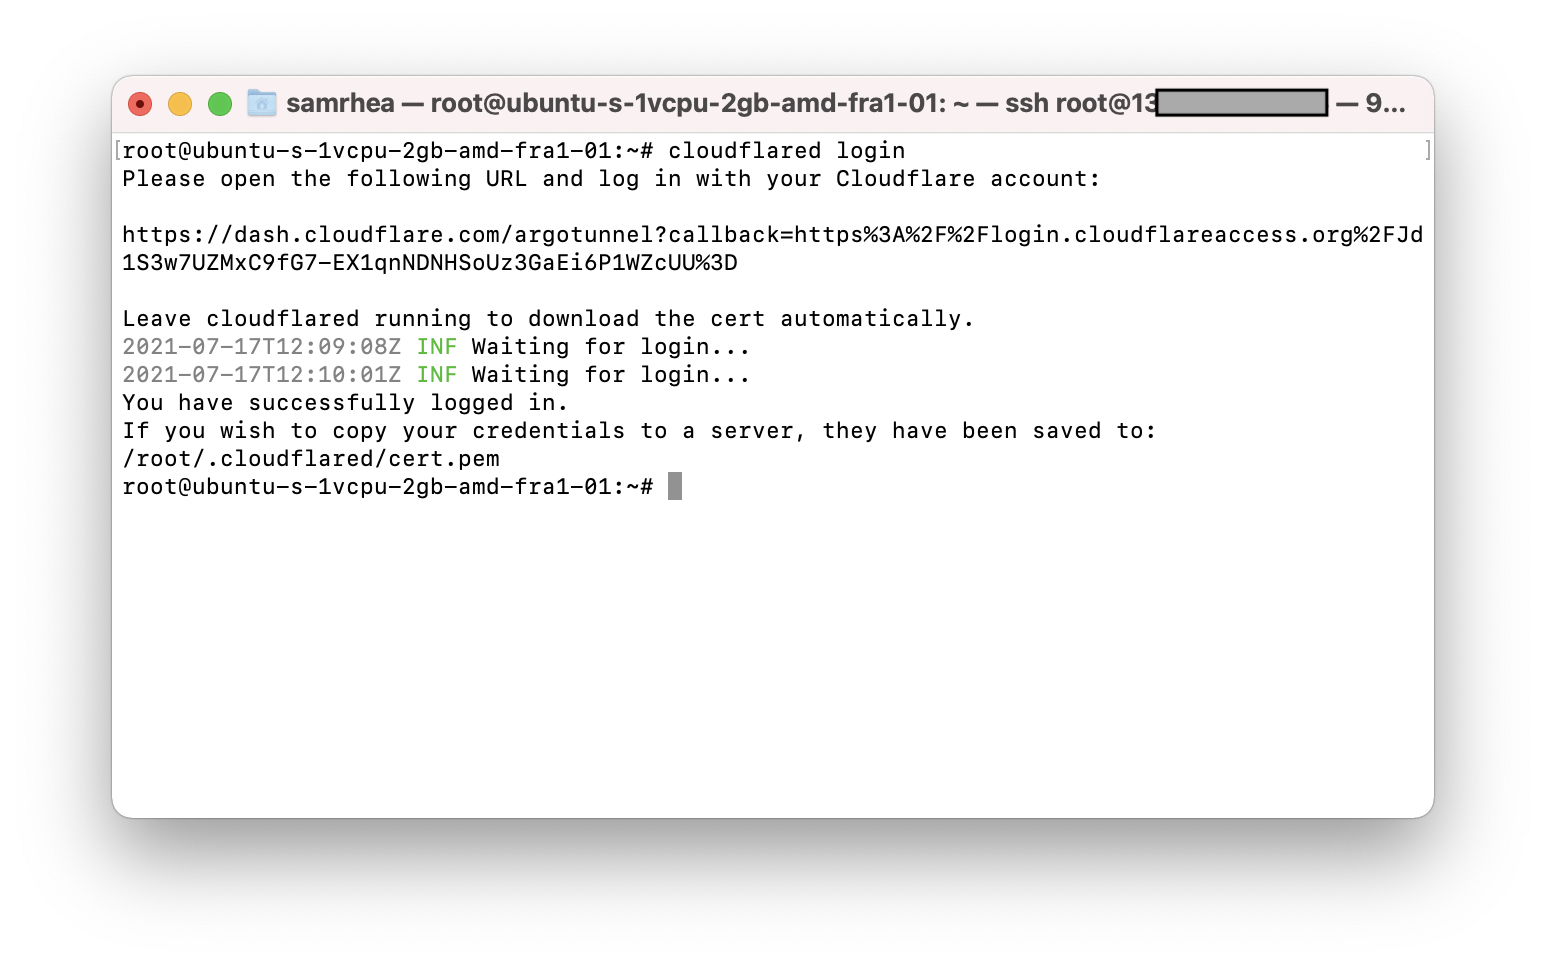 samrhea — root@ubuntu-s-1vcpu-2gb-amd-fra1-01: ~ — ssh root@13 — 9...
[root@ubuntu-s-1vcpu-2gb-amd-fra1-01:~# cloudflared login ]
Please open the following URL and log in with your Cloudflare account:
https://dash.cloudflare.com/argotunnel?callback=https%3A%2F%2Flogin.cloudflareaccess.org%2FJd
1S3w7UZMxC9fG7-EX1qnNDNHSoUz3GaEi6P1WZcUU%3D
Leave cloudflared running to download the cert automatically.
2021-07-17T12:09:08Z INF Waiting for login...
2021-07-17T12:10:01Z INF Waiting for login...
You have successfully logged in.
If you wish to copy your credentials to a server, they have been saved to:
/root/.cloudflared/cert.pem
root@ubuntu-s-1vcpu-2gb-amd-fra1-01:~#